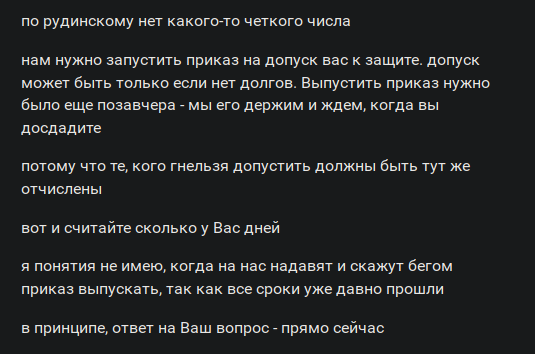 по рудинскому нет какого-то четкого числа
нам нужно запустить приказ на допуск вас к защите. допуск
может быть только если нет долгов. Выпустить приказ нужно
было еще позавчера - мы его держим и ждем, когда вы
досдадите
потому что те, кого гнельзя допустить должны быть тут же
отчислены
вот и считайте сколько у Вас дней
я понятия не имею, когда на нас надавят и скажут бегом
приказ выпускать, так как все сроки уже давно прошли
в принципе, ответ на Ваш вопрос - прямо сейчас